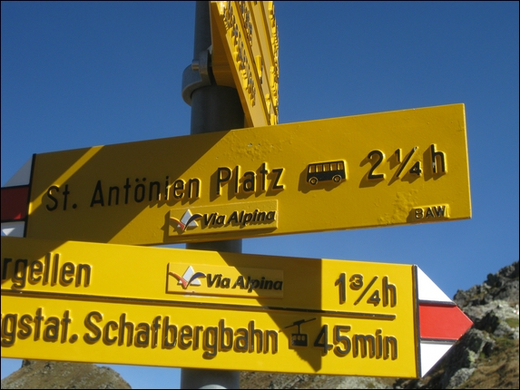 St. Antönien Platz 2¼h
Via Alpina
BAW
rgellen Via Alpina 1¾h
gstat. Schafbergbahn 45min